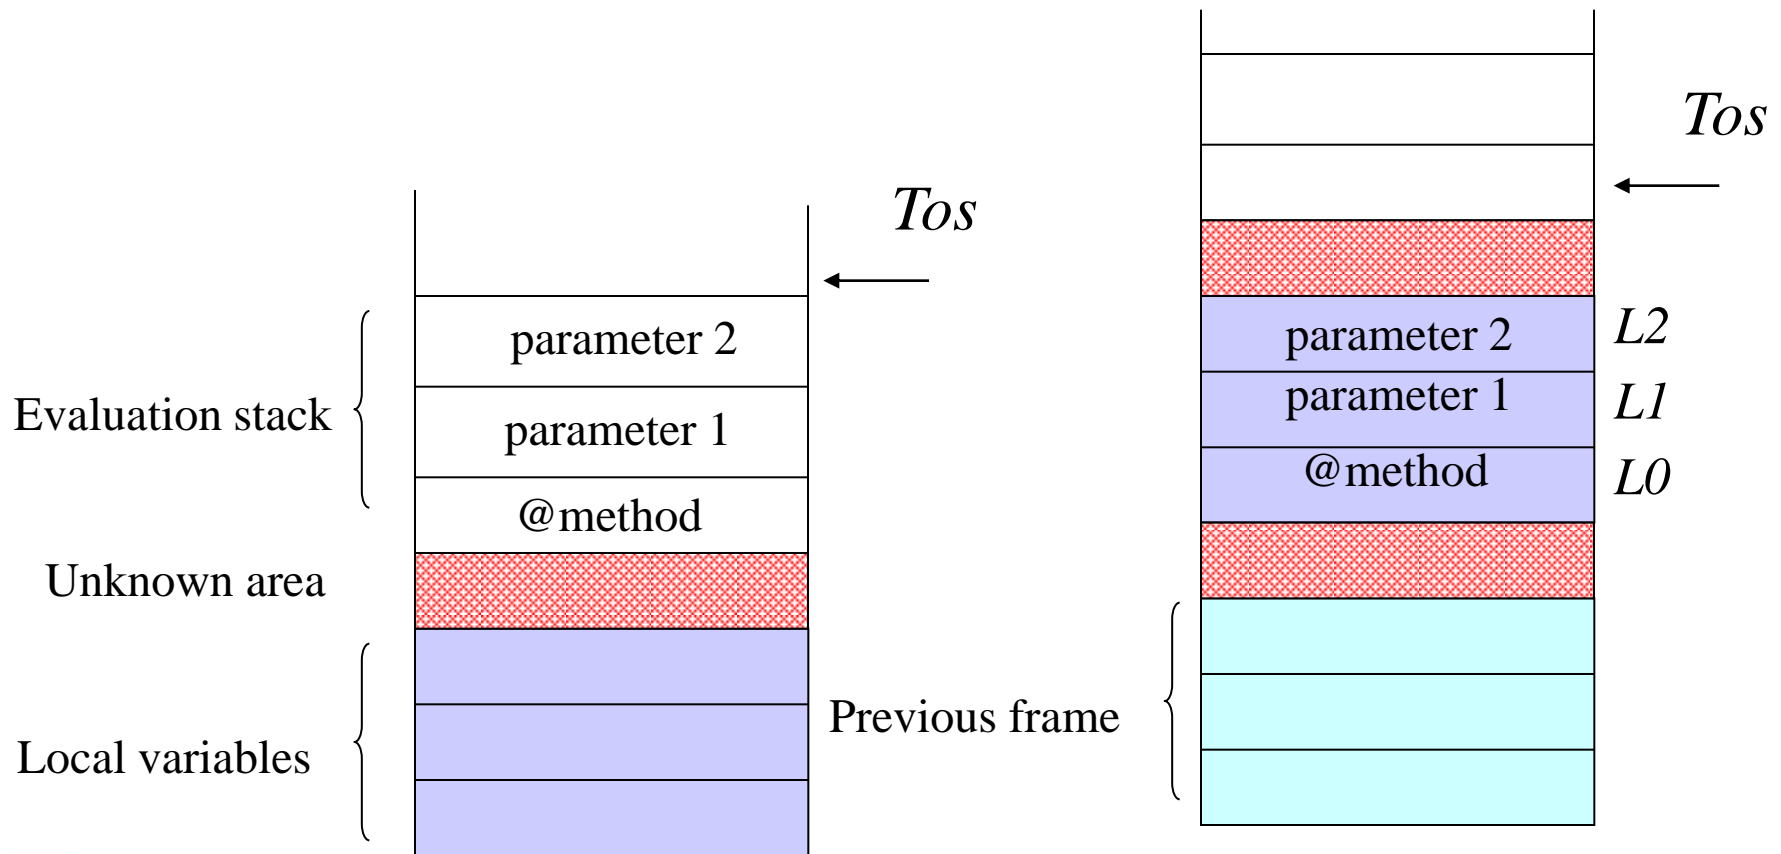 Tos
parameter 2
Evaluation stack
parameter 1
@method
Unknown area
Local variables
Tos
parameter 2
L2
parameter 1
L1
@method
L0
Previous frame